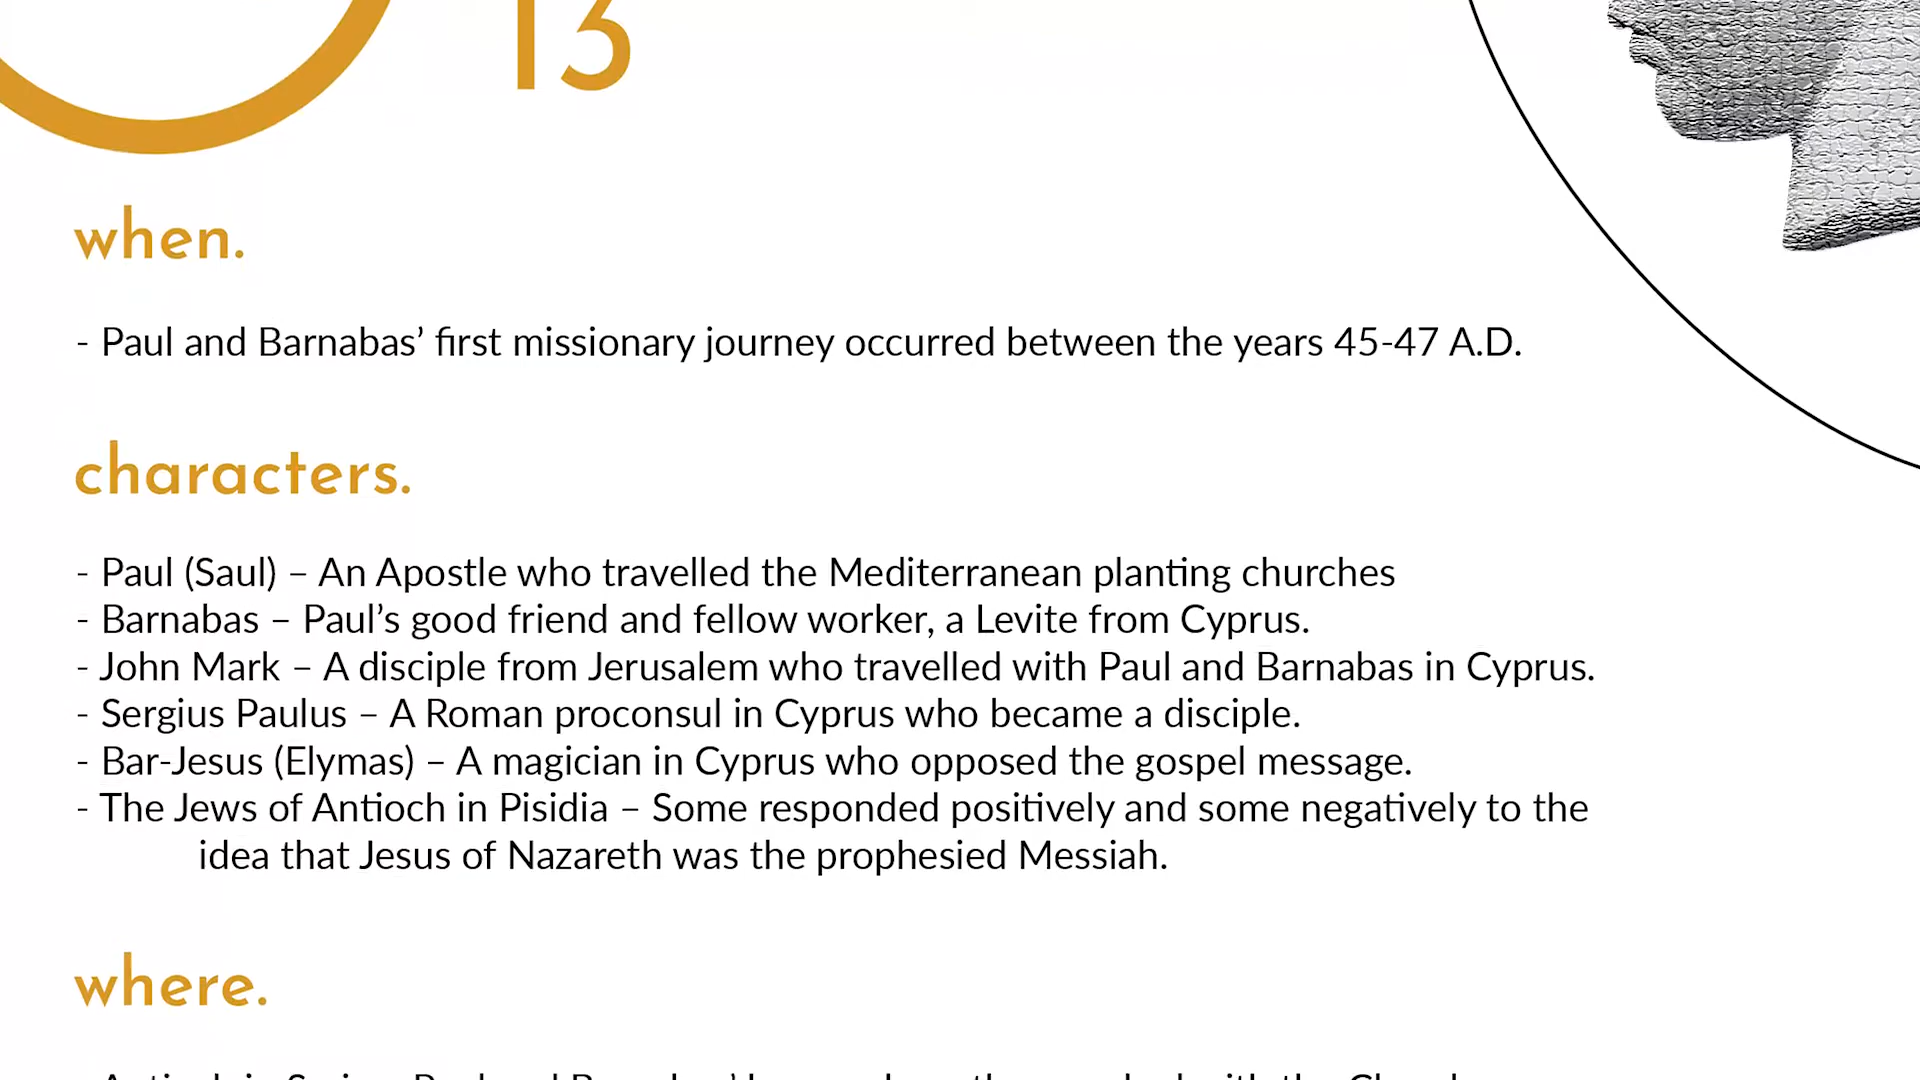 13
when.
- Paul and Barnabas’ first missionary journey occurred between the years 45-47 A.D.
characters.
- Paul (Saul) – An Apostle who travelled the Mediterranean planting churches
- Barnabas – Paul’s good friend and fellow worker, a Levite from Cyprus.
- John Mark – A disciple from Jerusalem who travelled with Paul and Barnabas in Cyprus.
- Sergius Paulus – A Roman proconsul in Cyprus who became a disciple.
- Bar-Jesus (Elymas) – A magician in Cyprus who opposed the gospel message.
- The Jews of Antioch in Pisidia – Some responded positively and some negatively to the
idea that Jesus of Nazareth was the prophesied Messiah.
where.